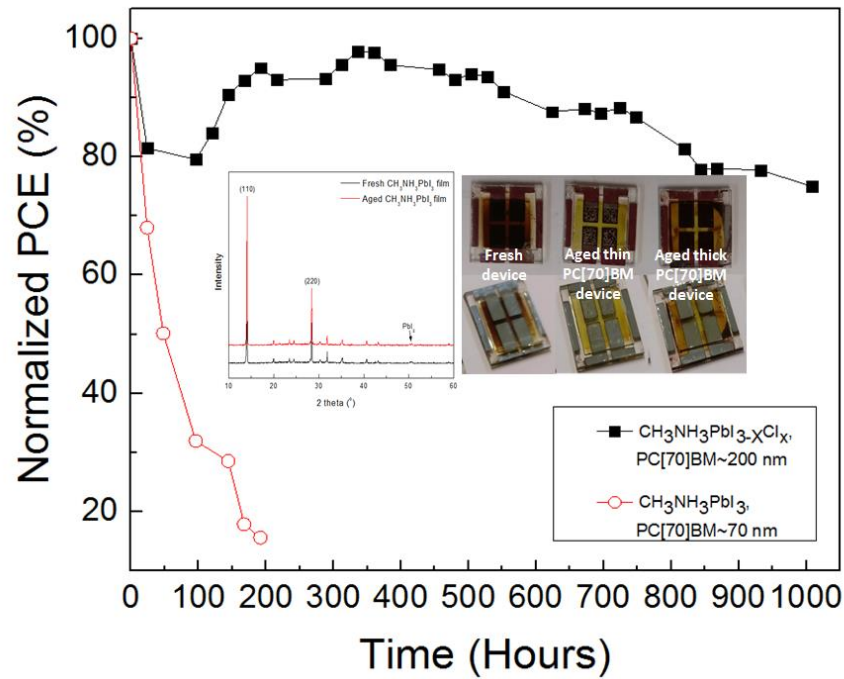 Normalized PCE (%)
100
80
60
40
20
0 100 200 300 400 500 600 700 800 900 1000
Time (Hours)
Intensity
(110)
(220)
PbI₂
Fresh CH₃NH₃PbI₃ film
Aged CH₃NH₃PbI₃ film
10 20 30 40 50 60
2 theta (°)
Fresh device
Aged thin PC[70]BM device
Aged thick PC[70]BM device
CH₃NH₃PbI₃₋ₓClₓ,
PC[70]BM~200 nm
CH₃NH₃PbI₃,
PC[70]BM~70 nm